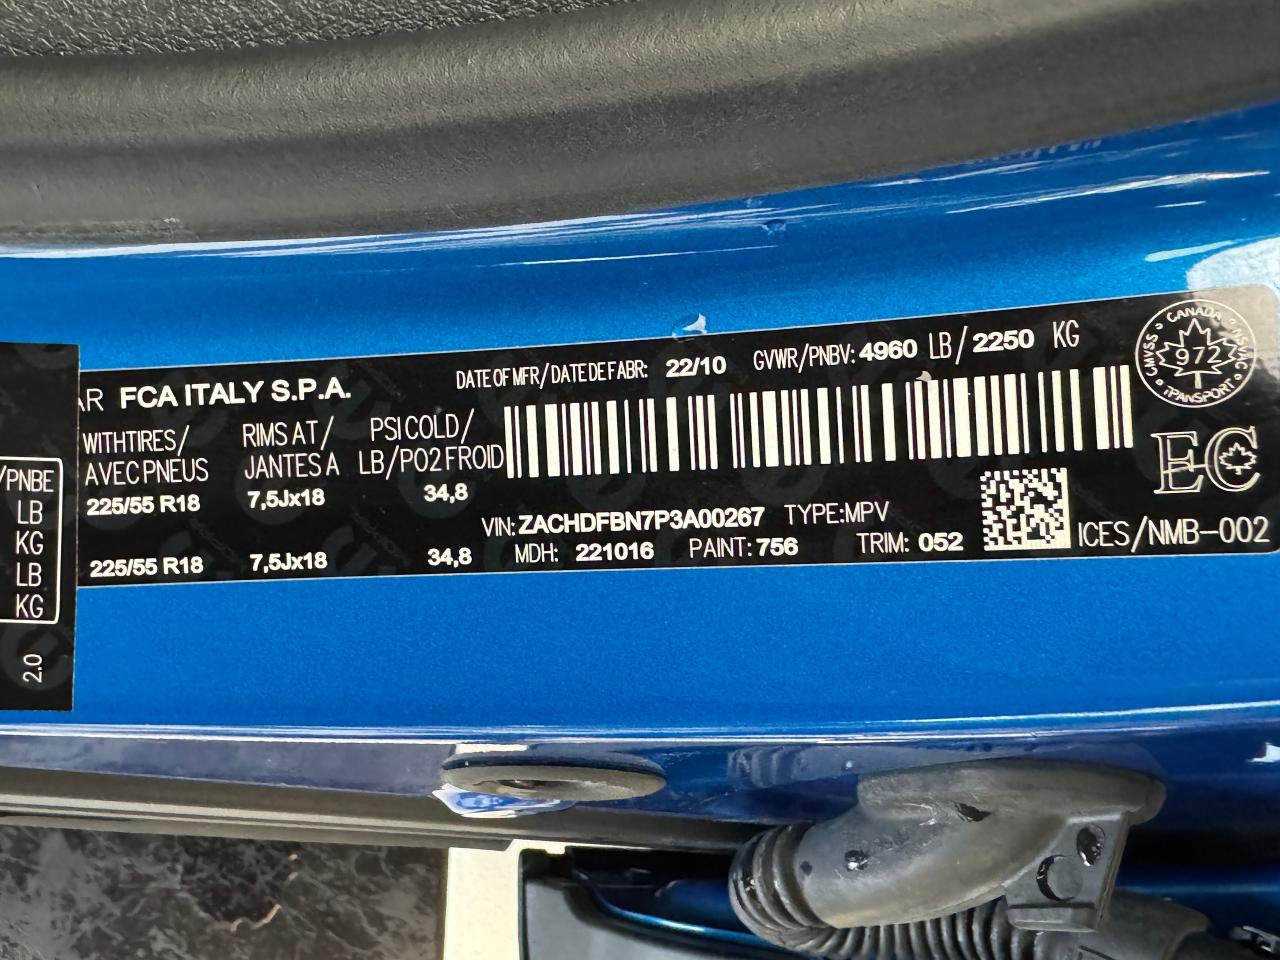 FCA ITALY S.P.A. DATE OF MFR/DATE DE FABR: 22/10 GVWR/PNBV: 4960 LB/2250 KG
WITH TIRES/ RIMS AT/ PSI COLD/
AVEC PNEUS JANTES A LB/PO2 FROID
225/55 R18 7,5Jx18 34,8
VIN: ZACHDFBN7P3A00267 TYPE: MPV
MDH: 221016 PAINT: 756 TRIM: 052
225/55 R18 7,5Jx18 34,8
/PNBE
LB
KG
LB
KG
2.0
CANADA
CMVSS NSVAC
972
TRANSPORT
EC
ICES/NMB-002